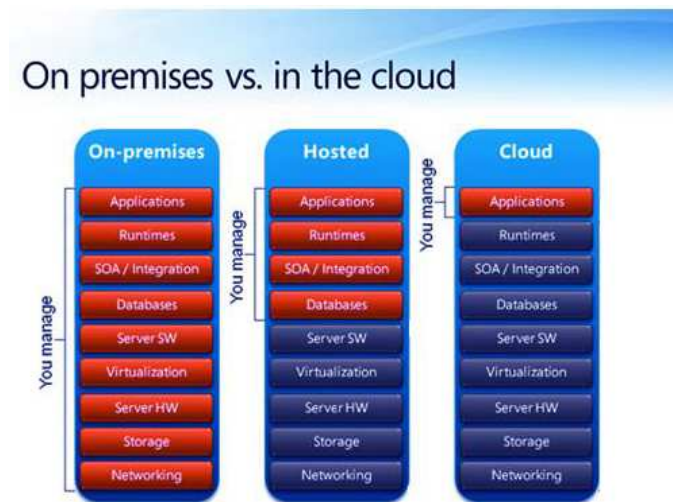 On premises vs. in the cloud
On-premises
You manage
Applications
Runtimes
SOA / Integration
Databases
Server SW
Virtualization
Server HW
Storage
Networking
Hosted
You manage
Applications
Runtimes
SOA / Integration
Databases
Server SW
Virtualization
Server HW
Storage
Networking
Cloud
You manage
Applications
Runtimes
SOA / Integration
Databases
Server SW
Virtualization
Server HW
Storage
Networking